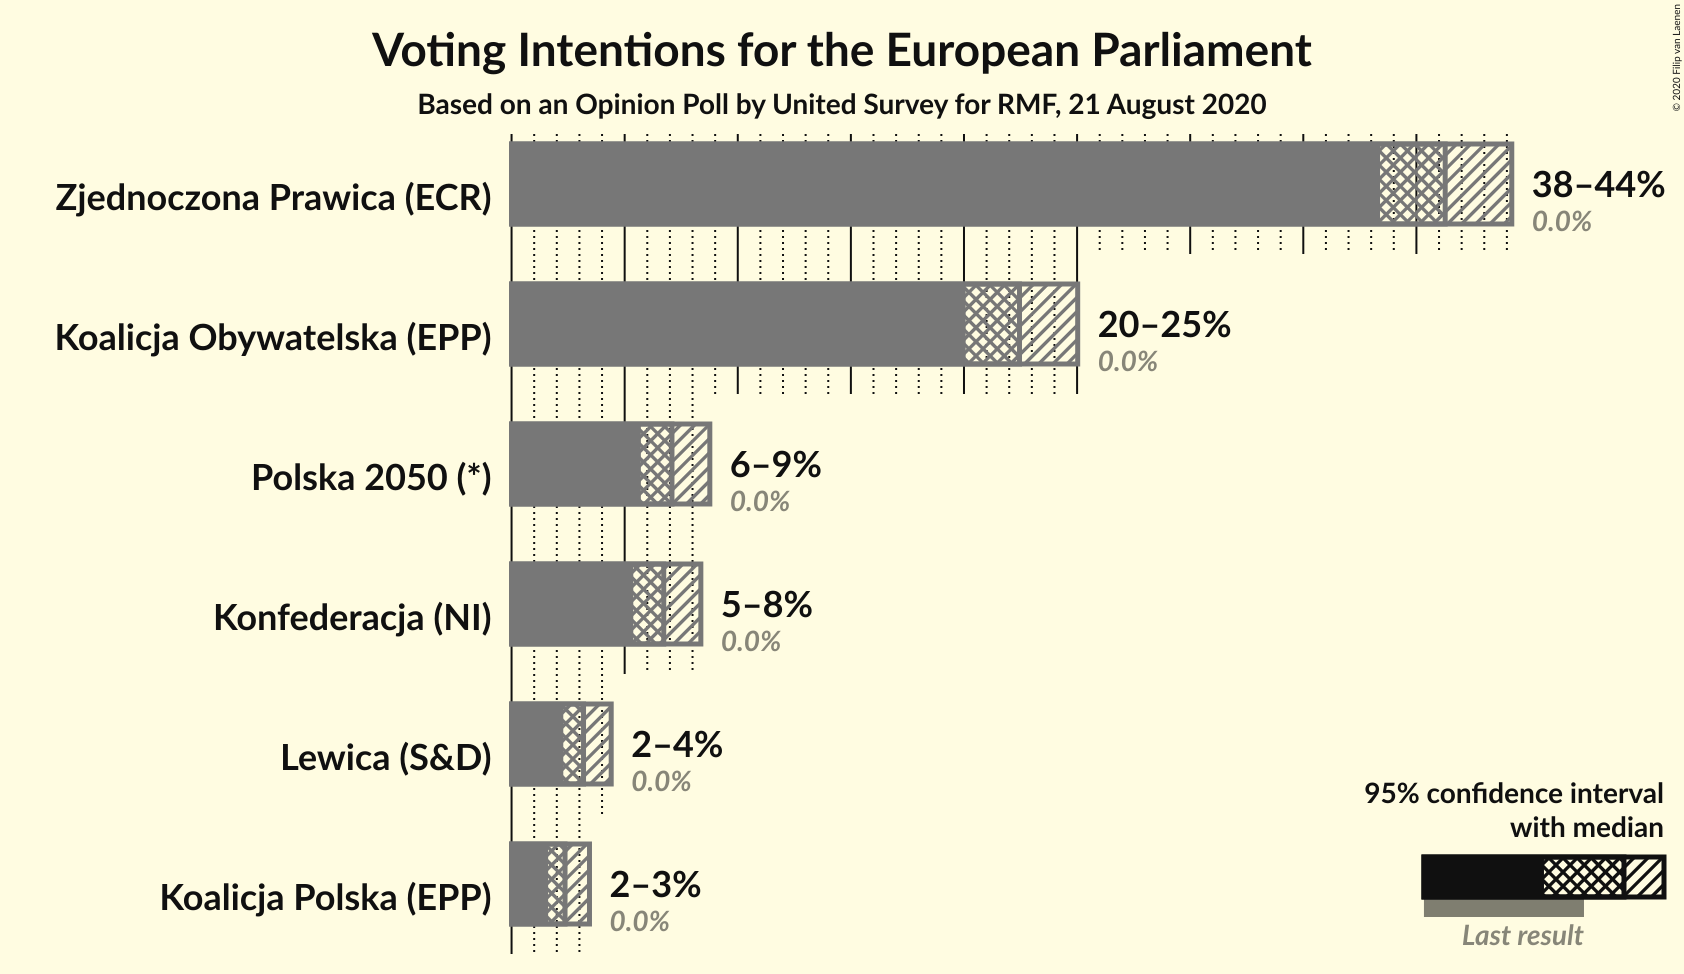 Voting Intentions for the European Parliament
Based on an Opinion Poll by United Survey for RMF, 21 August 2020
© 2020 Filip van Laenen
Zjednoczona Prawica (ECR)
38–44%
0.0%
Koalicja Obywatelska (EPP)
20–25%
0.0%
Polska 2050 (*)
6–9%
0.0%
Konfederacja (NI)
5–8%
0.0%
Lewica (S&D)
2–4%
0.0%
Koalicja Polska (EPP)
2–3%
0.0%
95% confidence interval
with median
Last result